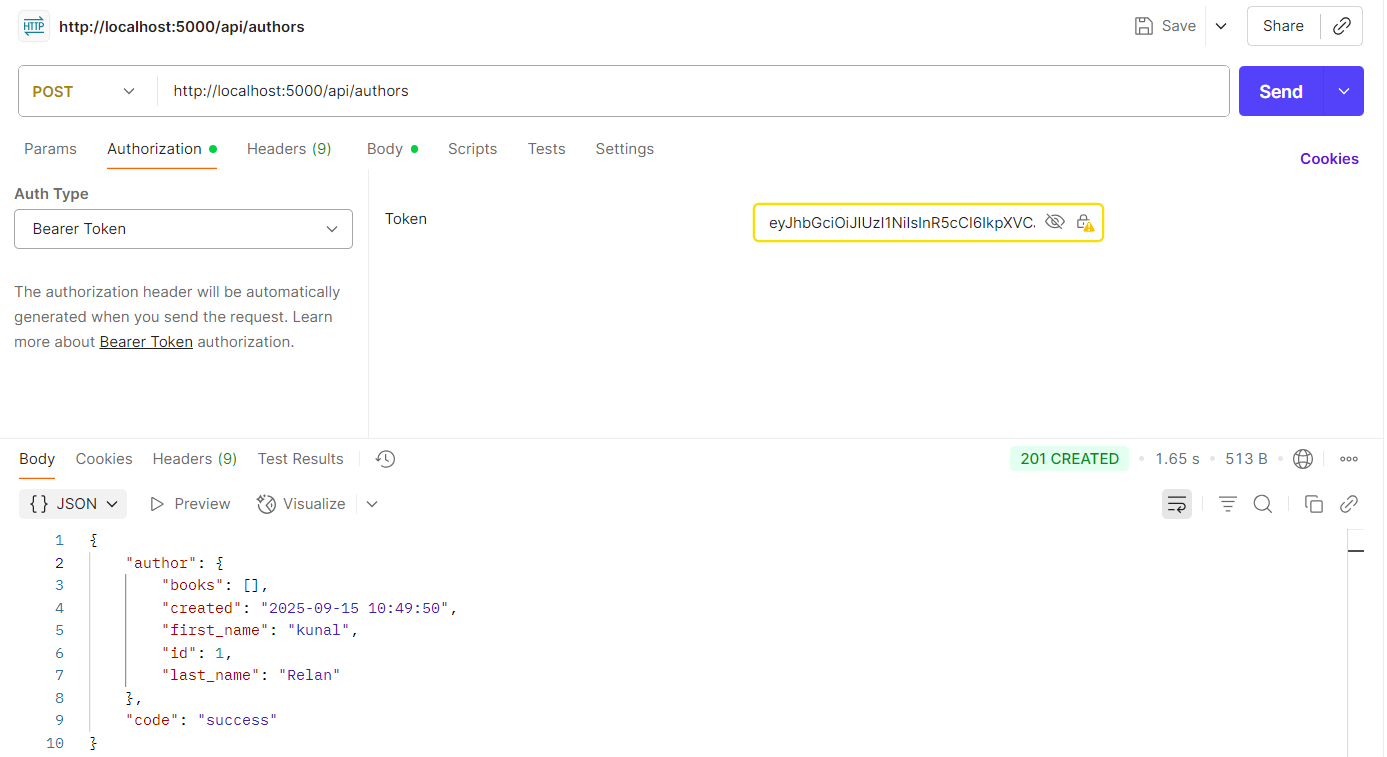 HTTP http://localhost:5000/api/authors Save Share
POST http://localhost:5000/api/authors Send
Params Authorization Headers (9) Body Scripts Tests Settings Cookies
Auth Type
Bearer Token
Token eyJhbGciOiJIUzI1NiIsInR5cCI6IkpXVCJ
The authorization header will be automatically
generated when you send the request. Learn
more about Bearer Token authorization.
Body Cookies Headers (9) Test Results 201 CREATED 1.65 s 513 B
{} JSON Preview Visualize
1 {
2 "author": {
3 "books": [],
4 "created": "2025-09-15 10:49:50",
5 "first_name": "kunal",
6 "id": 1,
7 "last_name": "Relan"
8 },
9 "code": "success"
10 }